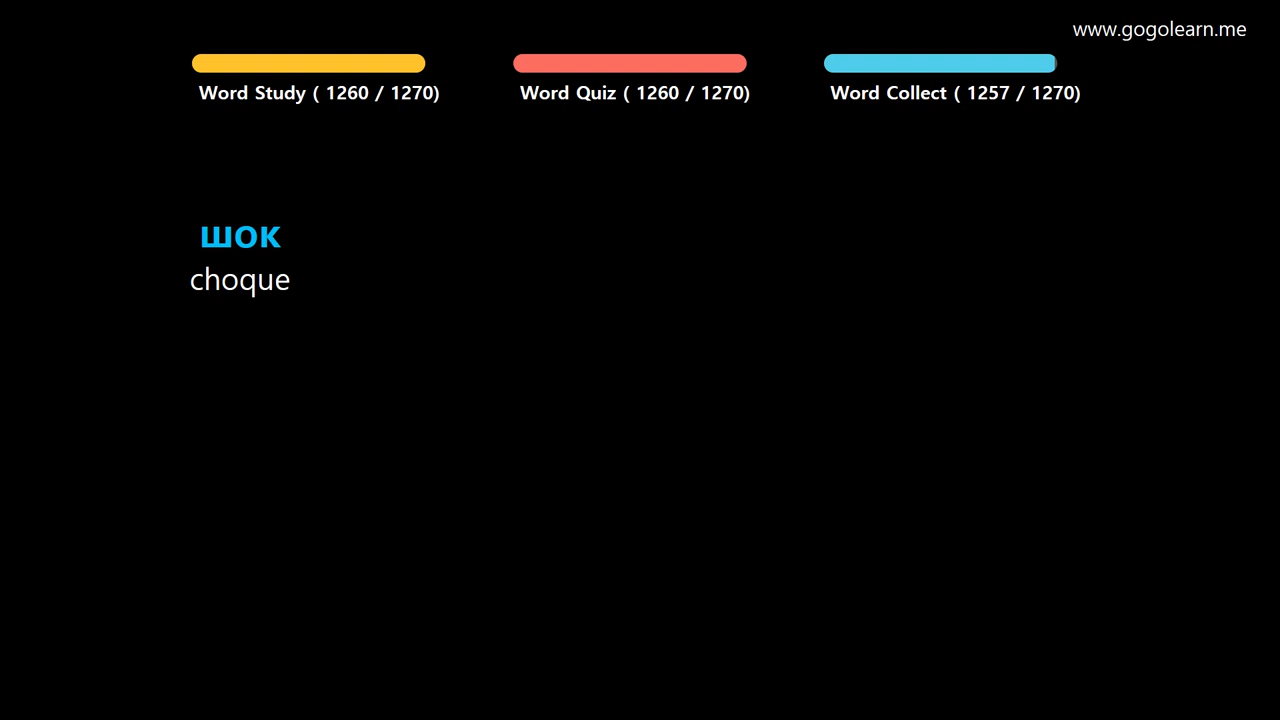 www.gogolearn.me
Word Study ( 1260 / 1270)
Word Quiz ( 1260 / 1270)
Word Collect ( 1257 / 1270)
шок
choque